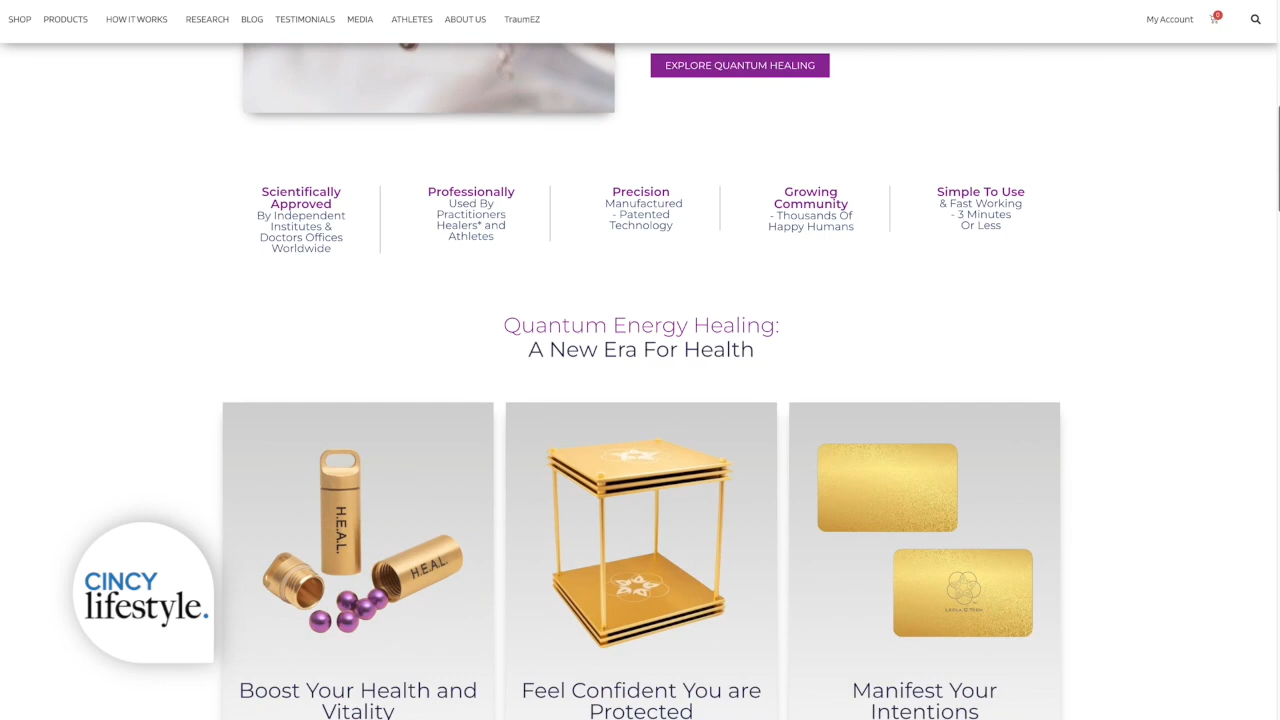 SHOP PRODUCTS HOW IT WORKS RESEARCH BLOG TESTIMONIALS MEDIA ATHLETES ABOUT US TraumEZ My Account 0
EXPLORE QUANTUM HEALING
Scientifically
Approved
By Independent
Institutes &
Doctors Offices
Worldwide
Professionally
Used By
Practitioners
Healers* and
Athletes
Precision
Manufactured
- Patented
Technology
Growing
Community
- Thousands Of
Happy Humans
Simple To Use
& Fast Working
- 3 Minutes
Or Less
Quantum Energy Healing:
A New Era For Health
H.E.A.L.
H.E.A.L.
LEELA Q TECH
CINCY
lifestyle.
Boost Your Health and
Vitality
Feel Confident You are
Protected
Manifest Your
Intentions